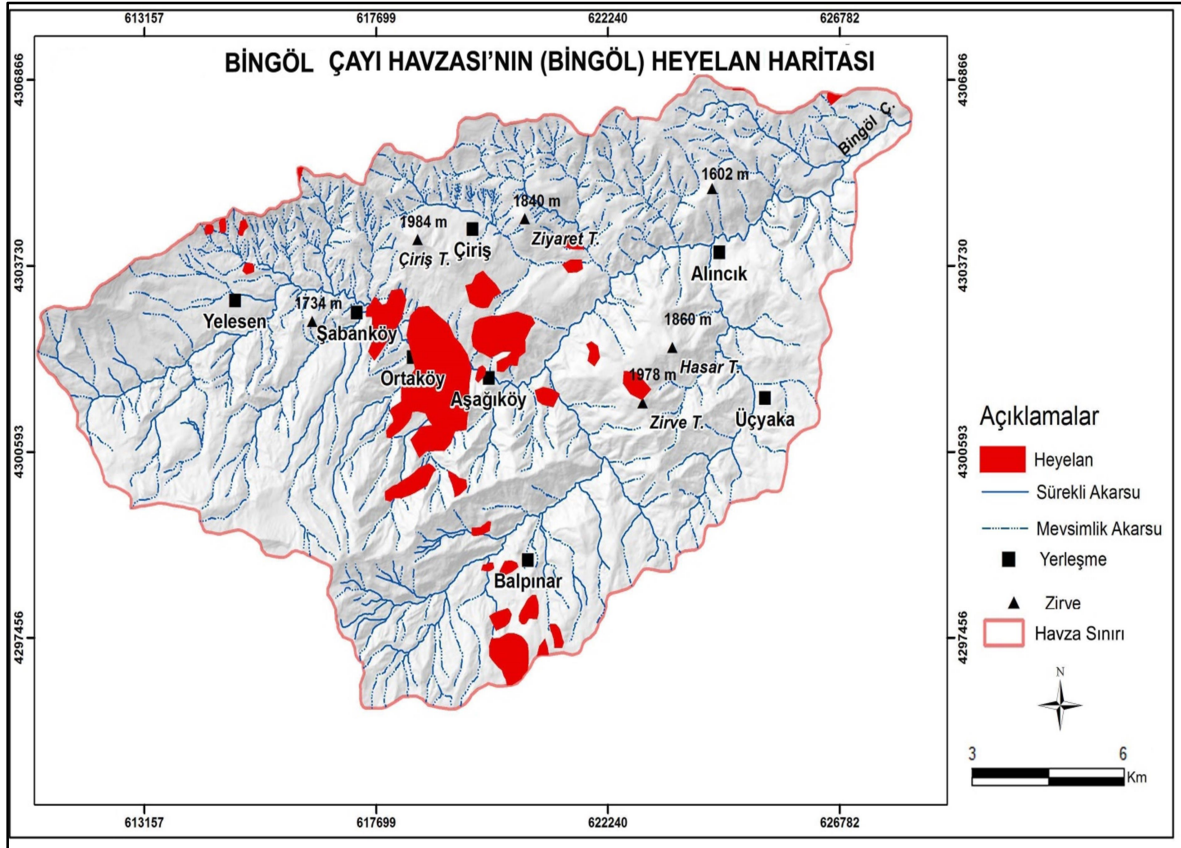 613157 617699 622240 626782
BİNGÖL ÇAYI HAVZASI'NIN (BİNGÖL) HEYELAN HARİTASI
4306866 4306866
Bingöl Ç.
1602 m
1840 m
Ziyaret T.
1984 m
Çiriş T.
Çiriş
4303730 4303730
Alıncık
Yelesen
1734 m
Şabanköy
1860 m
Hasar T.
Ortaköy
Aşağıköy
1978 m
Zirve T.
Üçyaka
4300593 4300593
Balpınar
4297456 4297456
Açıklamalar
Heyelan
Sürekli Akarsu
Mevsimlik Akarsu
Yerleşme
Zirve
Havza Sınırı
N
3 6
Km
613157 617699 622240 626782